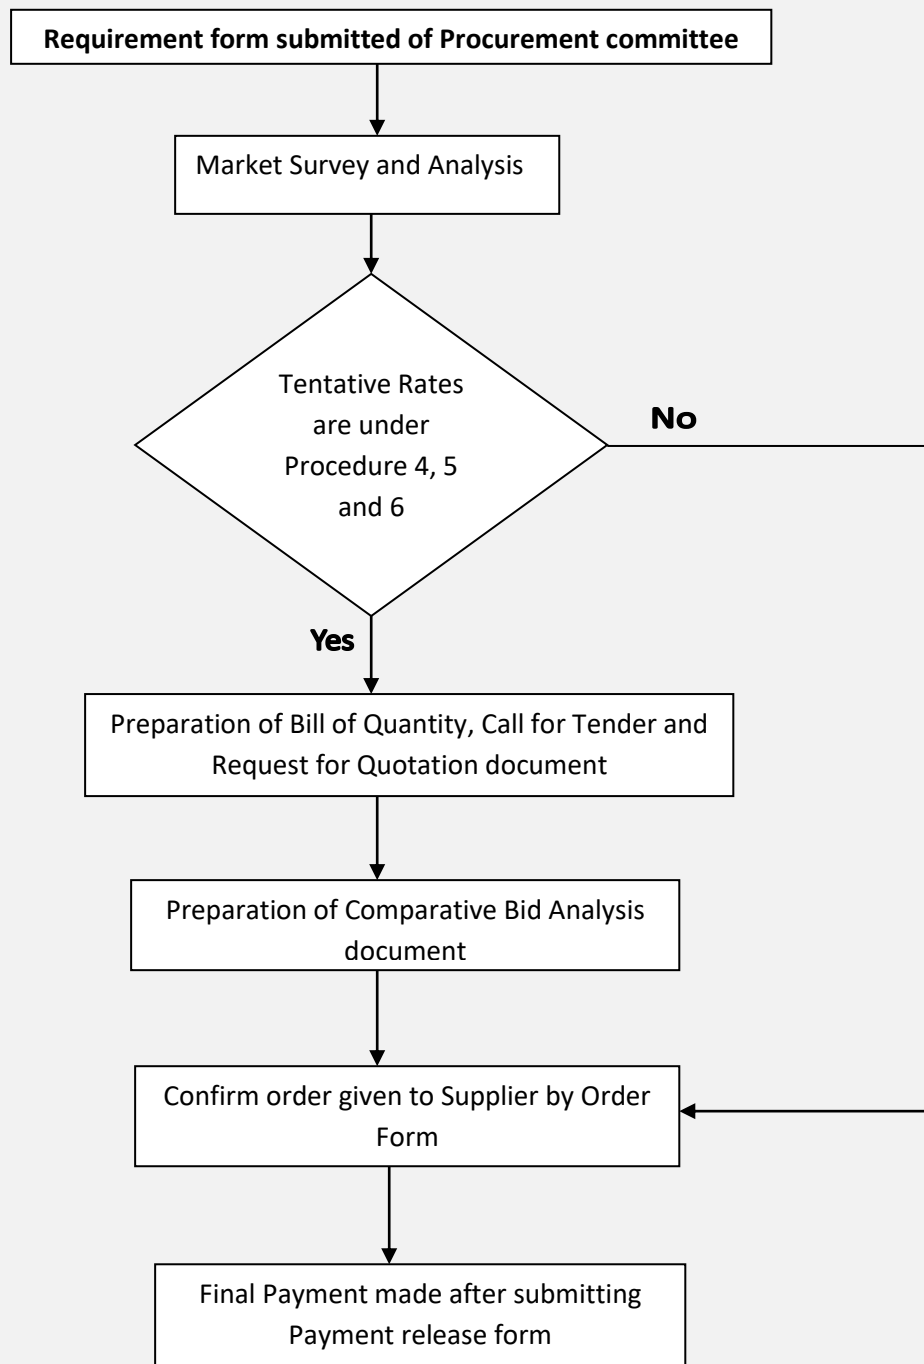 Requirement form submitted of Procurement committee
Market Survey and Analysis
Tentative Rates
are under
Procedure 4, 5
and 6
No
Yes
Preparation of Bill of Quantity, Call for Tender and
Request for Quotation document
Preparation of Comparative Bid Analysis
document
Confirm order given to Supplier by Order
Form
Final Payment made after submitting
Payment release form